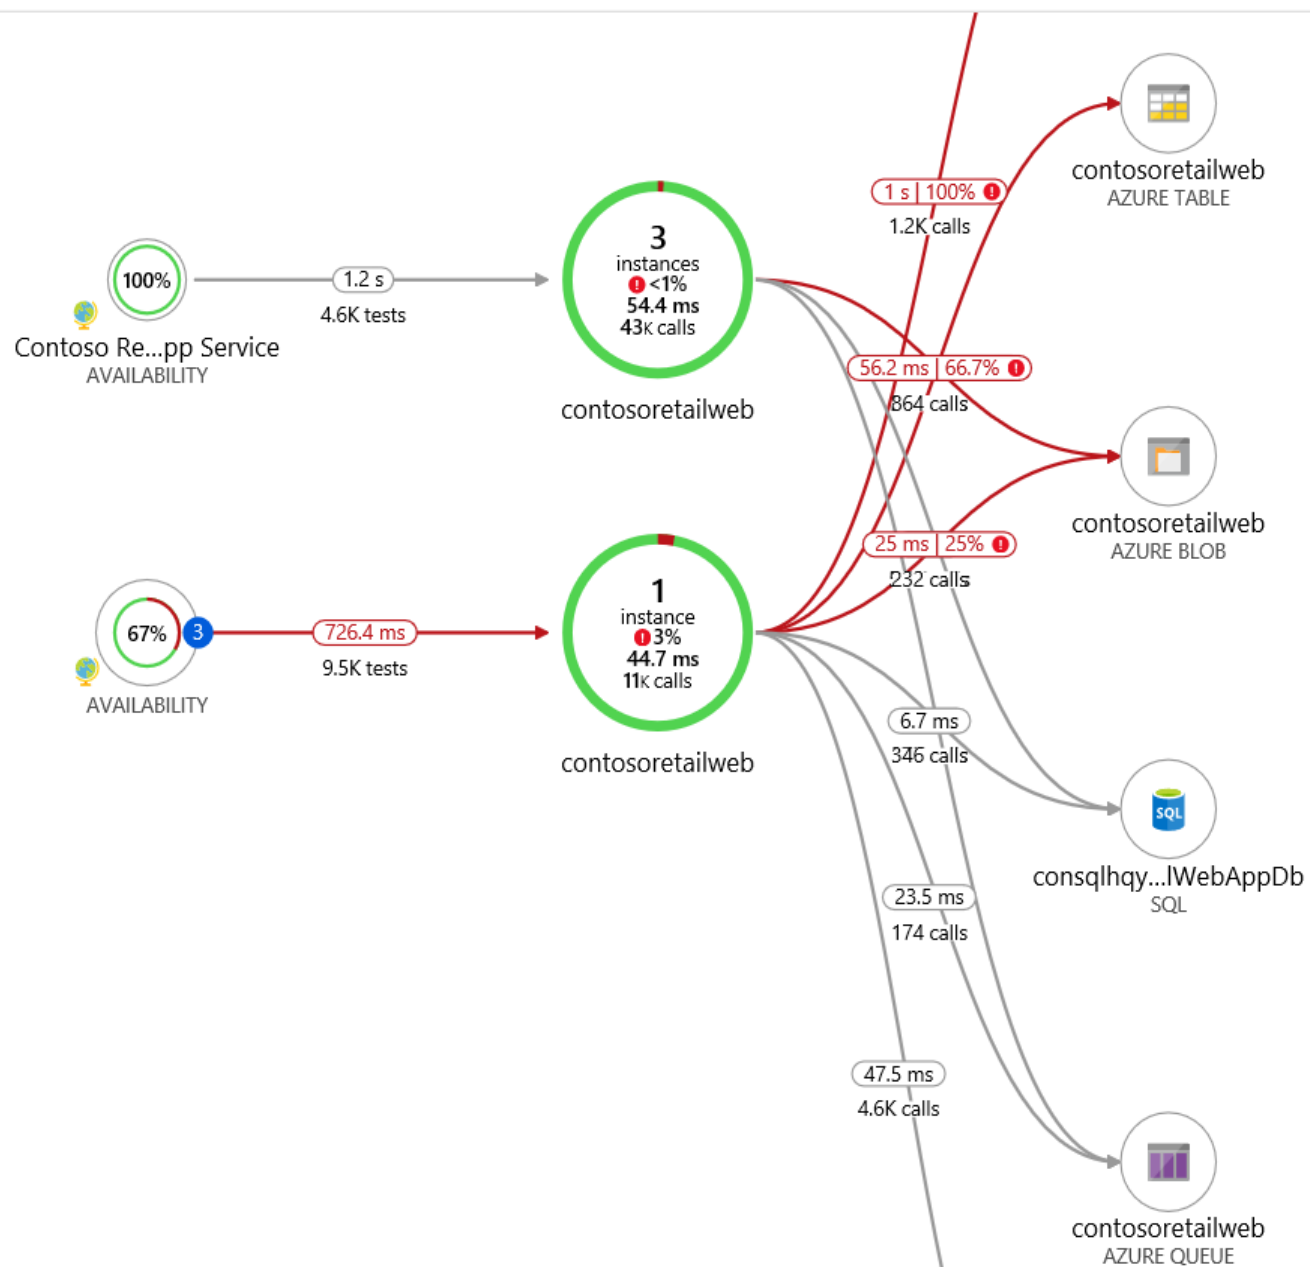 contosoretailweb
AZURE TABLE
1 s | 100%
1.2K calls
100%
1.2 s
4.6K tests
Contoso Re...pp Service
AVAILABILITY
3
instances
<1%
54.4 ms
43K calls
contosoretailweb
56.2 ms | 66.7%
864 calls
contosoretailweb
AZURE BLOB
25 ms | 25%
232 calls
67%
3
726.4 ms
9.5K tests
AVAILABILITY
1
instance
3%
44.7 ms
11K calls
contosoretailweb
6.7 ms
calls
SQL
consqlhqy...lWebAppDb
SQL
23.5 ms
174 calls
47.5 ms
4.6K calls
contosoretailweb
AZURE QUEUE